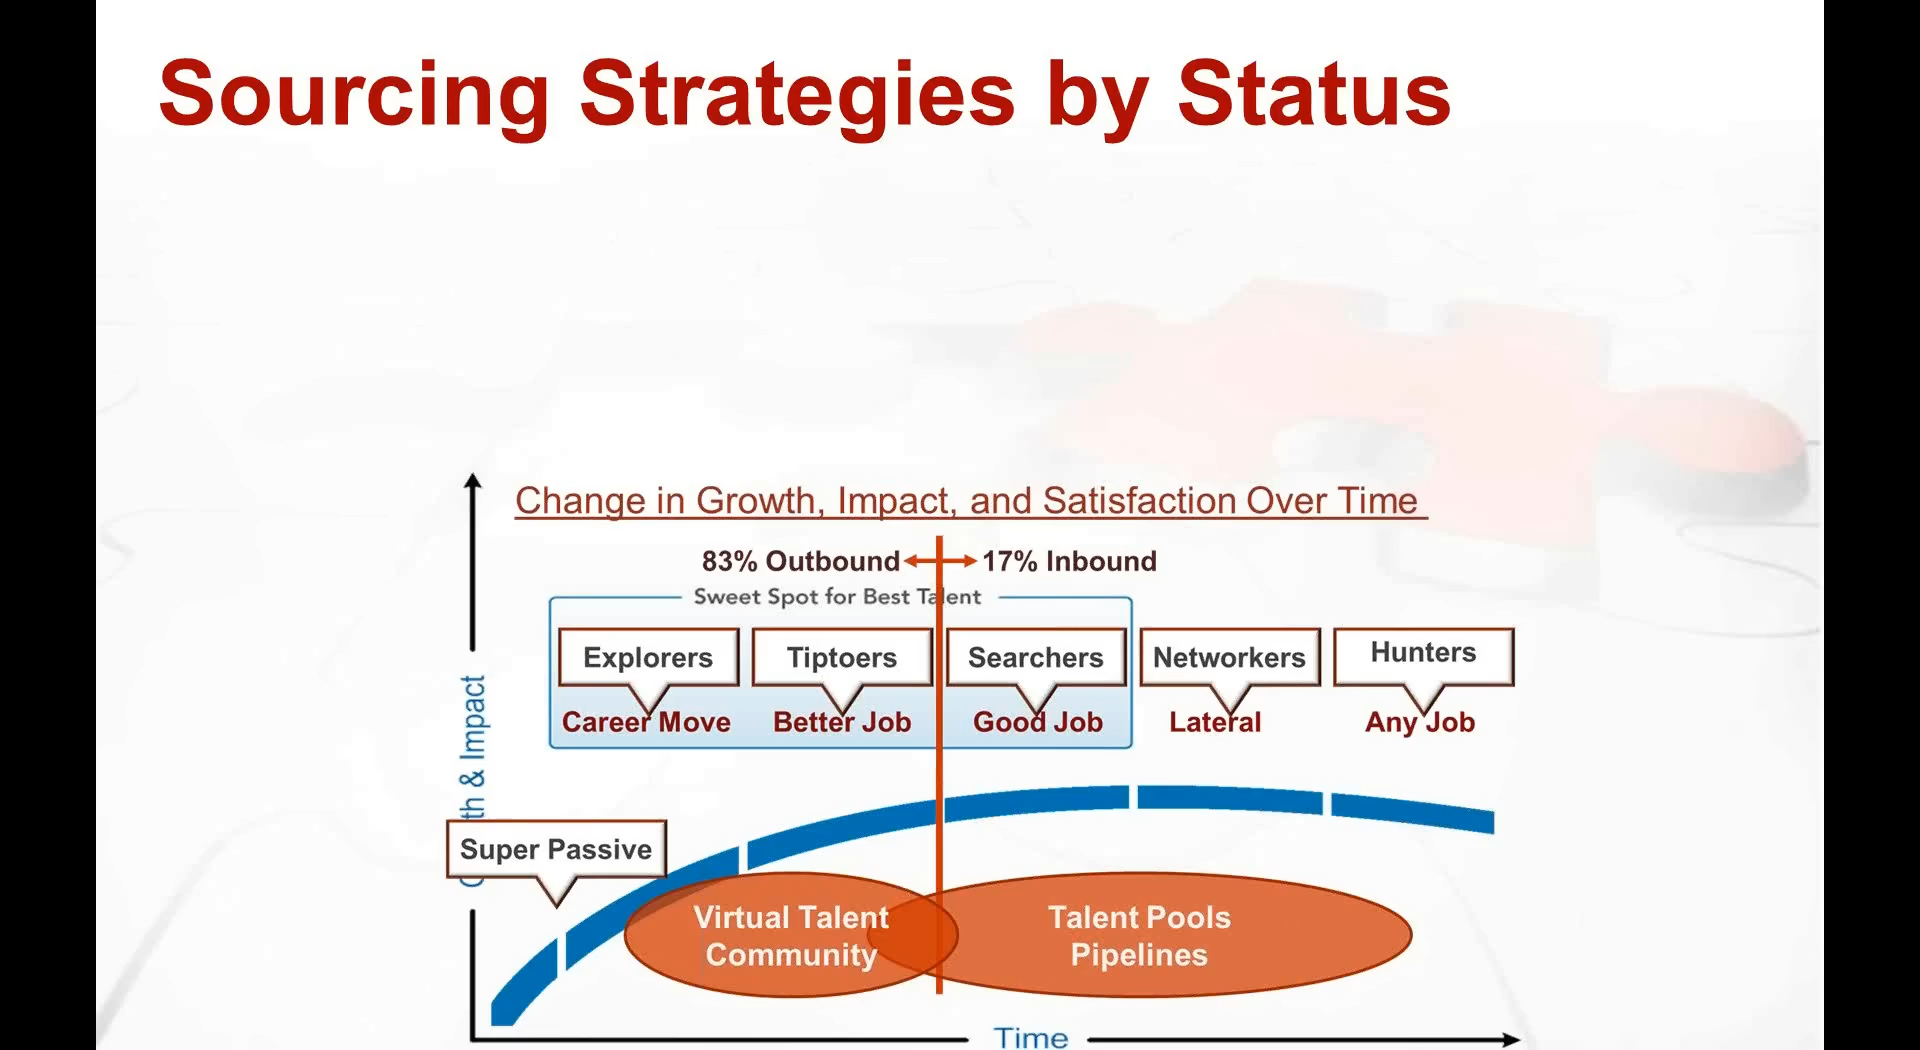 Sourcing Strategies by Status
Change in Growth, Impact, and Satisfaction Over Time
83% Outbound
17% Inbound
Sweet Spot for Best Talent
Explorers
Tiptoers
Searchers
Networkers
Hunters
Career Move
Better Job
Good Job
Lateral
Any Job
th & Impact
Super Passive
Virtual Talent
Community
Talent Pools
Pipelines
Time